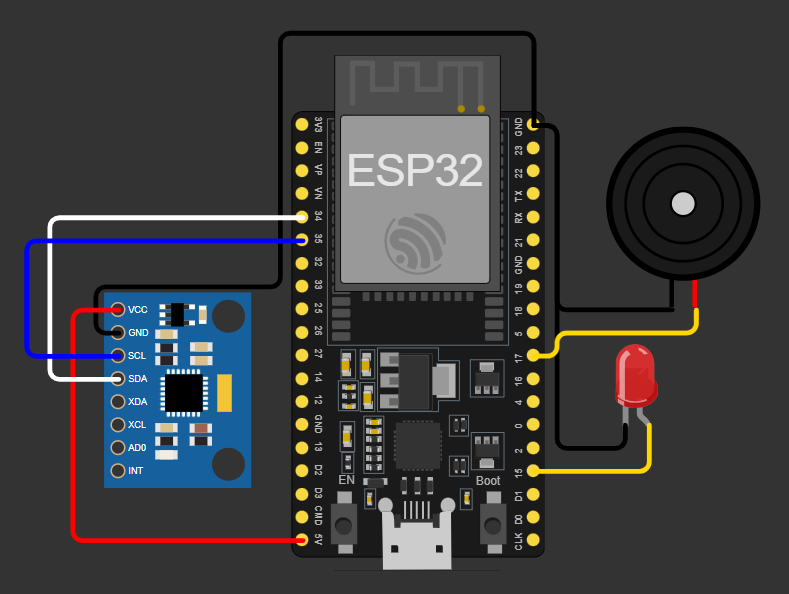 ESP32
3V3
EN
VP
VN
34
35
32
33
25
26
27
14
12
GND
13
D2
D3
CMD
5V
GND
23
22
TX
RX
21
GND
19
18
5
17
16
4
0
2
15
D1
D0
CLK
EN
Boot
VCC
GND
SCL
SDA
XDA
XCL
AD0
INT